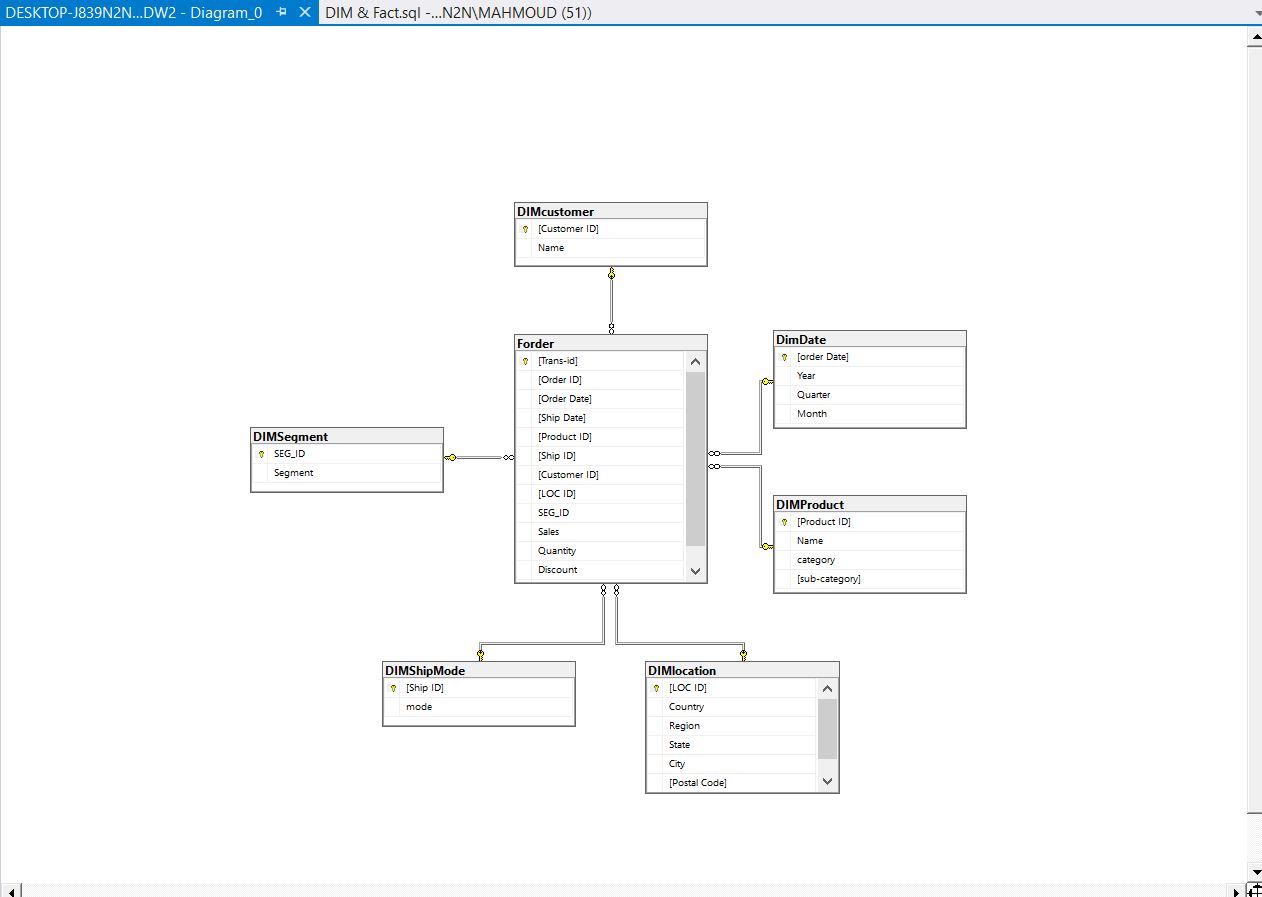 DESKTOP-J839N2N...DW2 - Diagram_0
DIM & Fact.sql -...N2N\MAHMOUD (51))
DIMcustomer
[Customer ID]
Name
Forder
[Trans-id]
[Order ID]
[Order Date]
[Ship Date]
[Product ID]
[Ship ID]
[Customer ID]
[LOC ID]
SEG_ID
Sales
Quantity
Discount
DimDate
[order Date]
Year
Quarter
Month
DIMSegment
SEG_ID
Segment
DIMProduct
[Product ID]
Name
category
[sub-category]
DIMShipMode
[Ship ID]
mode
DIMlocation
[LOC ID]
Country
Region
State
City
[Postal Code]